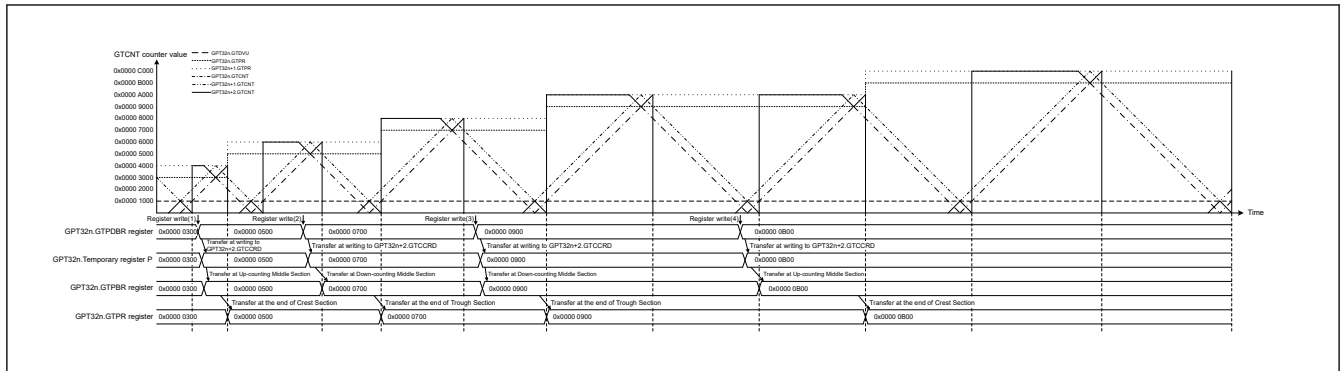 GTCNT counter value
GPT32n.GTDVU
GPT32n.GTPR
GPT32n+1.GTPR
GPT32n.GTCNT
GPT32n+1.GTCNT
GPT32n+2.GTCNT
0x0000 C000
0x0000 B000
0x0000 A000
0x0000 9000
0x0000 8000
0x0000 7000
0x0000 6000
0x0000 5000
0x0000 4000
0x0000 3000
0x0000 2000
0x0000 1000
Time
Register write(1) Register write(2) Register write(3) Register write(4)
GPT32n.GTPDBR register 0x0000 0300 0x0000 0500 0x0000 0700 0x0000 0900 0x0000 0B00
Transfer at writing to GPT32n+2.GTCCRD
Transfer at writing to GPT32n+2.GTCCRD
Transfer at writing to GPT32n+2.GTCCRD
Transfer at writing to GPT32n+2.GTCCRD
GPT32n.Temporary register P 0x0000 0300 0x0000 0500 0x0000 0700 0x0000 0900 0x0000 0B00
Transfer at Up-counting Middle Section Transfer at Down-counting Middle Section Transfer at Down-counting Middle Section Transfer at Up-counting Middle Section
GPT32n.GTPBR register 0x0000 0300 0x0000 0500 0x0000 0700 0x0000 0900 0x0000 0B00
Transfer at the end of Crest Section Transfer at the end of Trough Section Transfer at the end of Trough Section Transfer at the end of Crest Section
GPT32n.GTPR register 0x0000 0300 0x0000 0500 0x0000 0700 0x0000 0900 0x0000 0B00